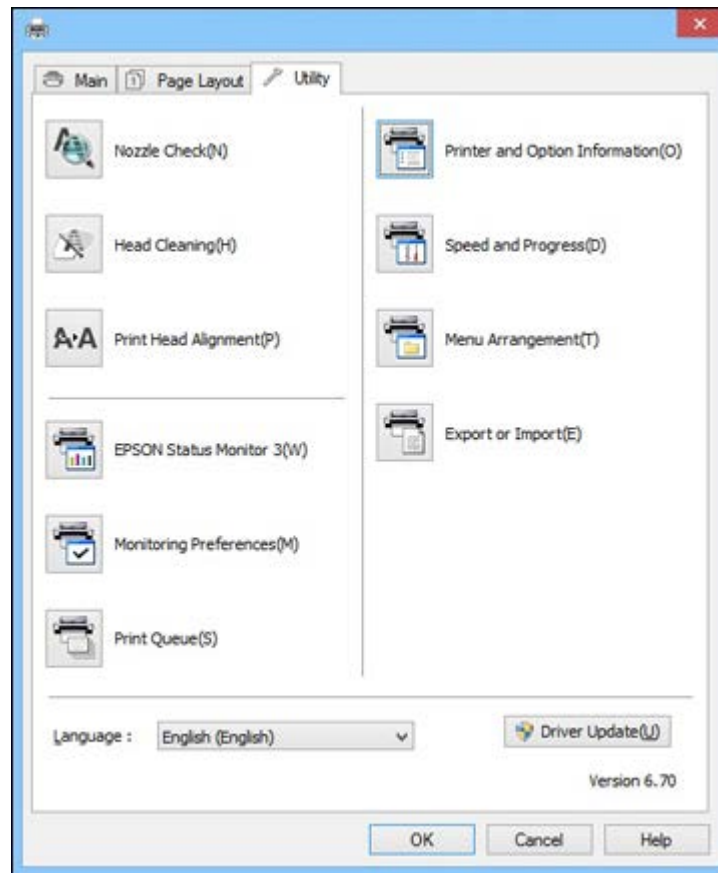 Main
1 Page Layout
Utility
Nozzle Check(N)
Head Cleaning(H)
A·A Print Head Alignment(P)
EPSON Status Monitor 3(W)
Monitoring Preferences(M)
Print Queue(S)
Printer and Option Information(O)
Speed and Progress(D)
Menu Arrangement(T)
Export or Import(E)
Language : English (English)
Driver Update(U)
Version 6.70
OK Cancel Help